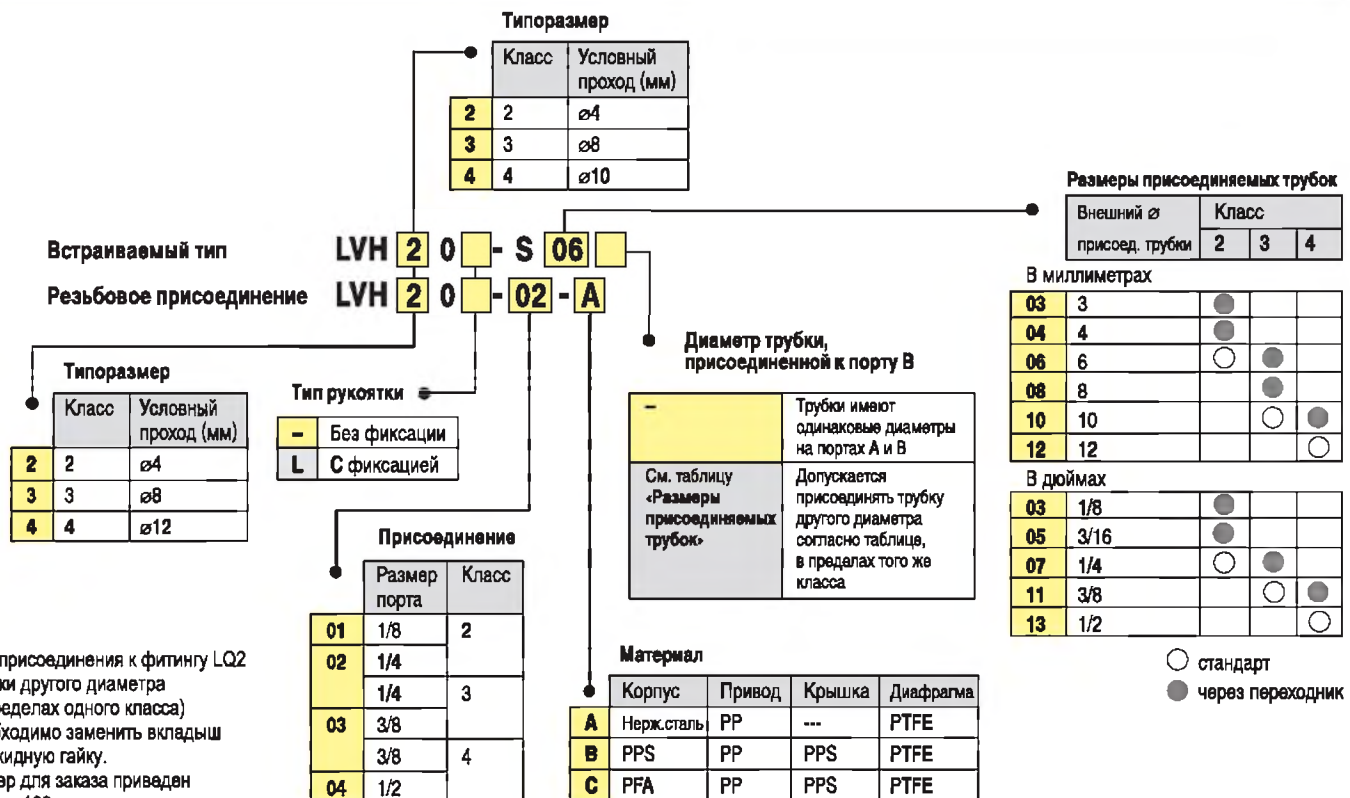 Типоразмер
Класс Условный проход (мм)
2 2 ø4
3 3 ø8
4 4 ø10
Встраиваемый тип LVH 2 0 - S 06
Резьбовое присоединение LVH 2 0 - 02 - A
Размеры присоединяемых трубок
Внешний ø присоед. трубки Класс
2 3 4
В миллиметрах
03 3
04 4
06 6
08 8
10 10
12 12
В дюймах
03 1/8
05 3/16
07 1/4
11 3/8
13 1/2
стандарт
через переходник
Типоразмер
Класс Условный проход (мм)
2 2 ø4
3 3 ø8
4 4 ø12
Тип рукоятки
– Без фиксации
L С фиксацией
Диаметр трубки,
присоединенной к порту В
– Трубки имеют
одинаковые диаметры
на портах А и В
См. таблицу
«Размеры
присоединяемых
трубок»
Допускается
присоединять трубку
другого диаметра
согласно таблице,
в пределах того же
класса
Присоединение
Размер порта Класс
01 1/8 2
02 1/4
1/4 3
03 3/8
3/8 4
04 1/2
Материал
Корпус Привод Крышка Диафрагма
A Нерж.сталь PP --- PTFE
B PPS PP PPS PTFE
C PFA PP PPS PTFE
присоединения к фитингу LQ2
другого диаметра
одного класса)
заменить вкладыш
гайку.
для заказа приведен